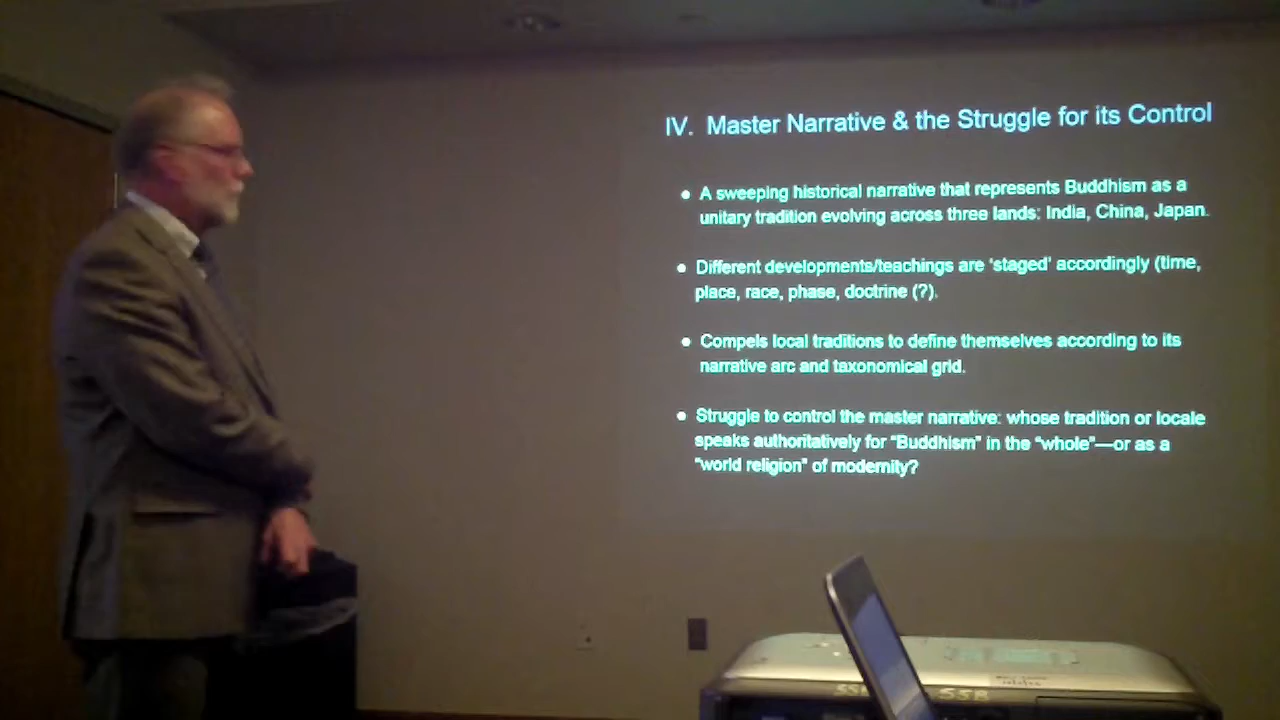 IV. Master Narrative & the Struggle for its Control
● A sweeping historical narrative that represents Buddhism as a
unitary tradition evolving across three lands: India, China, Japan.
● Different developments/teachings are ‘staged’ accordingly (time,
place, race, phase, doctrine (?).
● Compels local traditions to define themselves according to its
narrative arc and taxonomical grid.
● Struggle to control the master narrative: whose tradition or locale
speaks authoritatively for “Buddhism” in the “whole”—or as a
“world religion” of modernity?
SSB